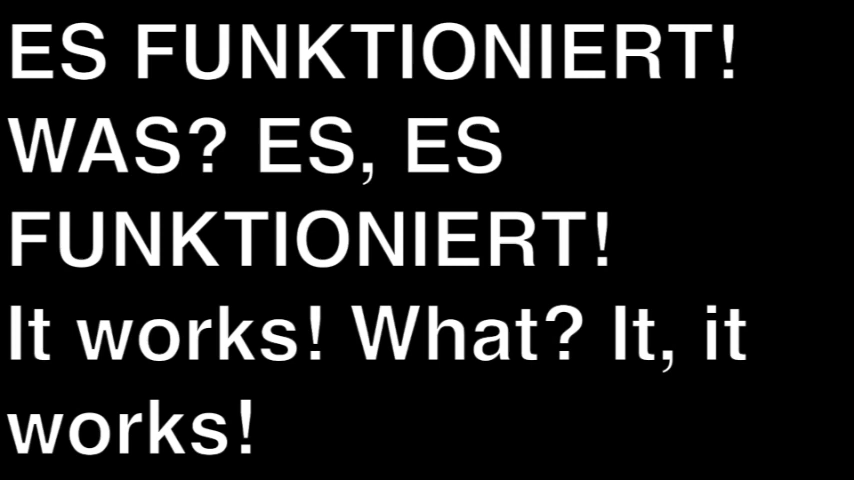 ES FUNKTIONIERT!
WAS? ES, ES
FUNKTIONIERT!
It works! What? It, it
works!